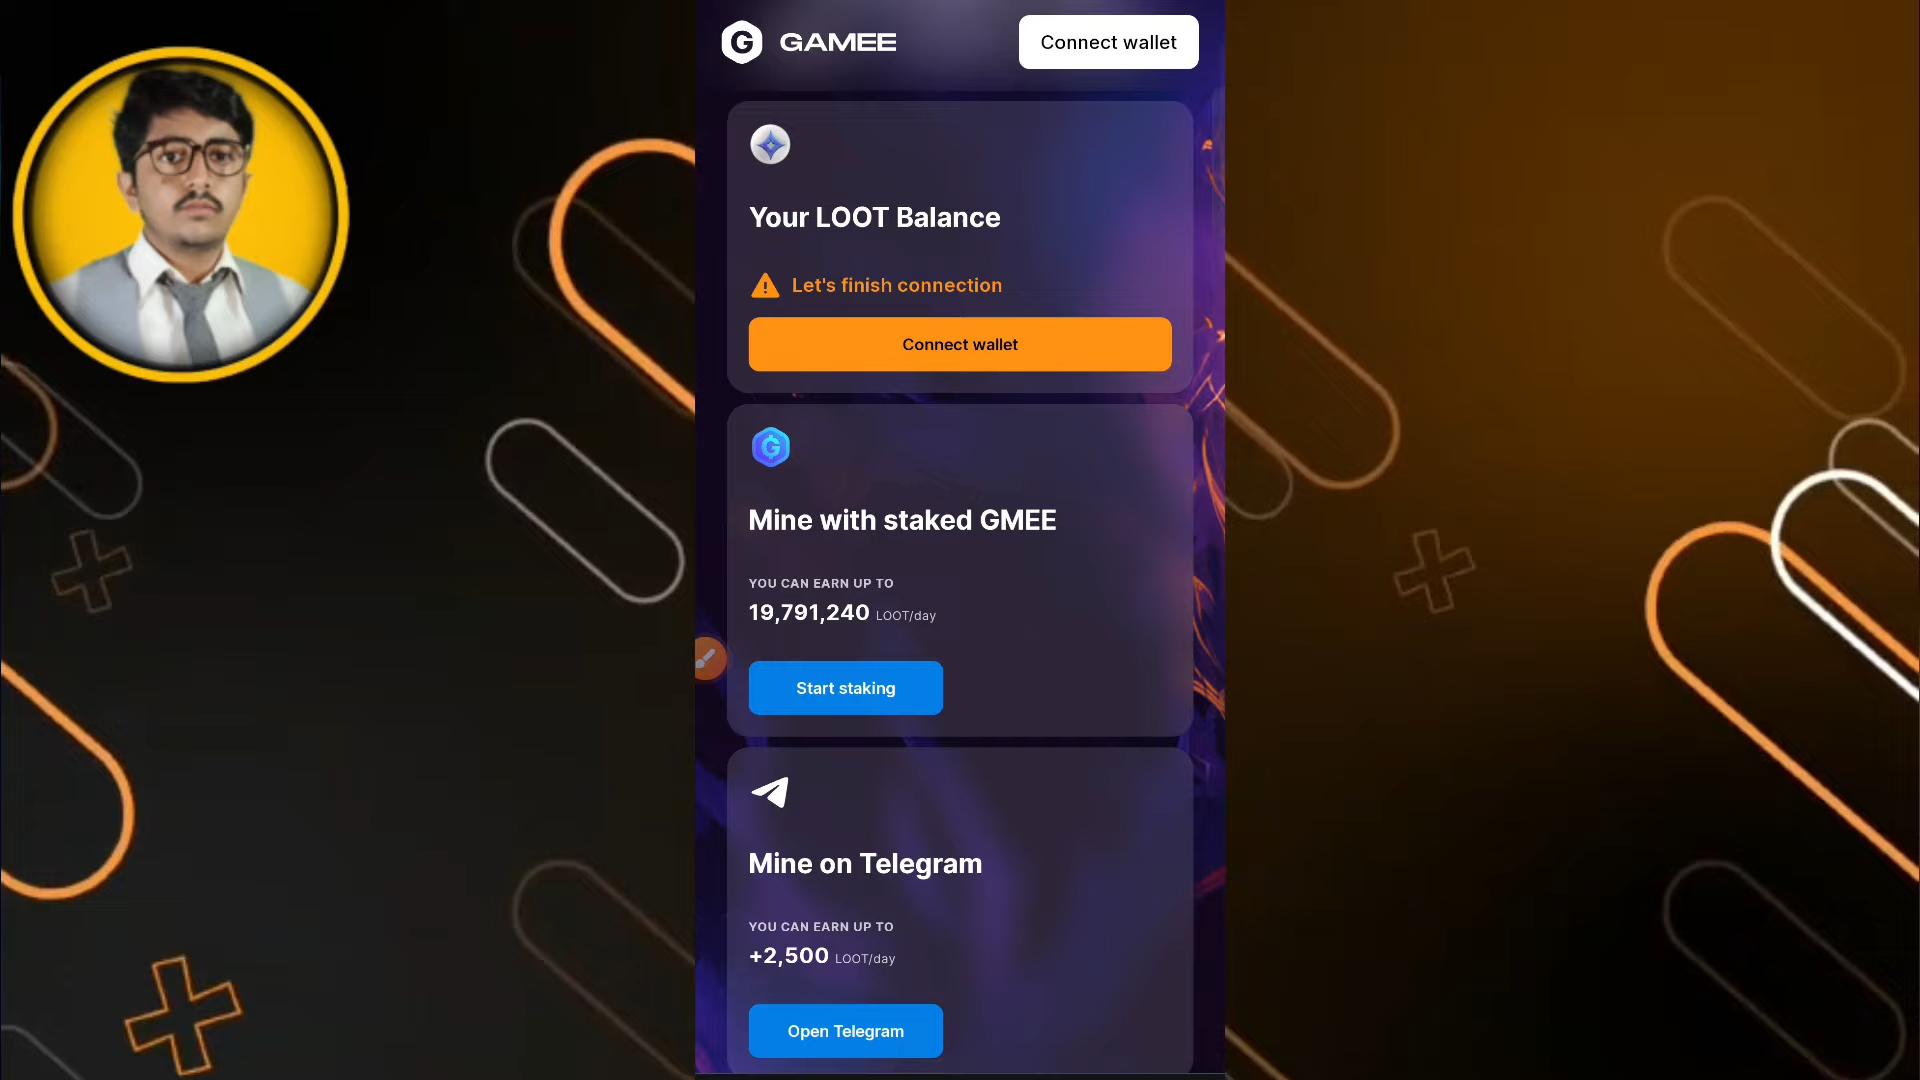 GAMEE
Connect wallet
Your LOOT Balance
Let's finish connection
Connect wallet
Mine with staked GMEE
YOU CAN EARN UP TO
19,791,240 LOOT/day
Start staking
Mine on Telegram
YOU CAN EARN UP TO
+2,500 LOOT/day
Open Telegram